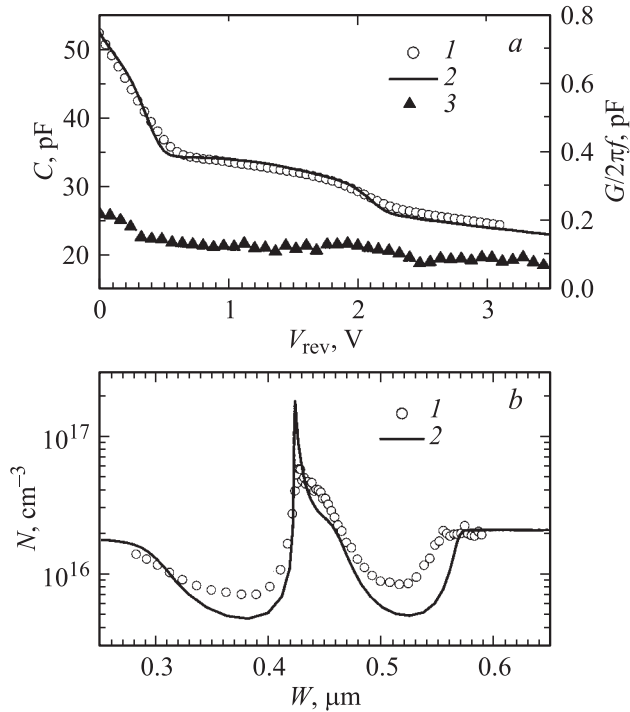 a
1
2
3
50
40
30
20
C, pF
0.8
0.6
0.4
0.2
0.0
G/2πf, pF
0 1 2 3
V_rev, V
b
1
2
10^17
10^16
N, cm^−3
0.3 0.4 0.5 0.6
W, μm